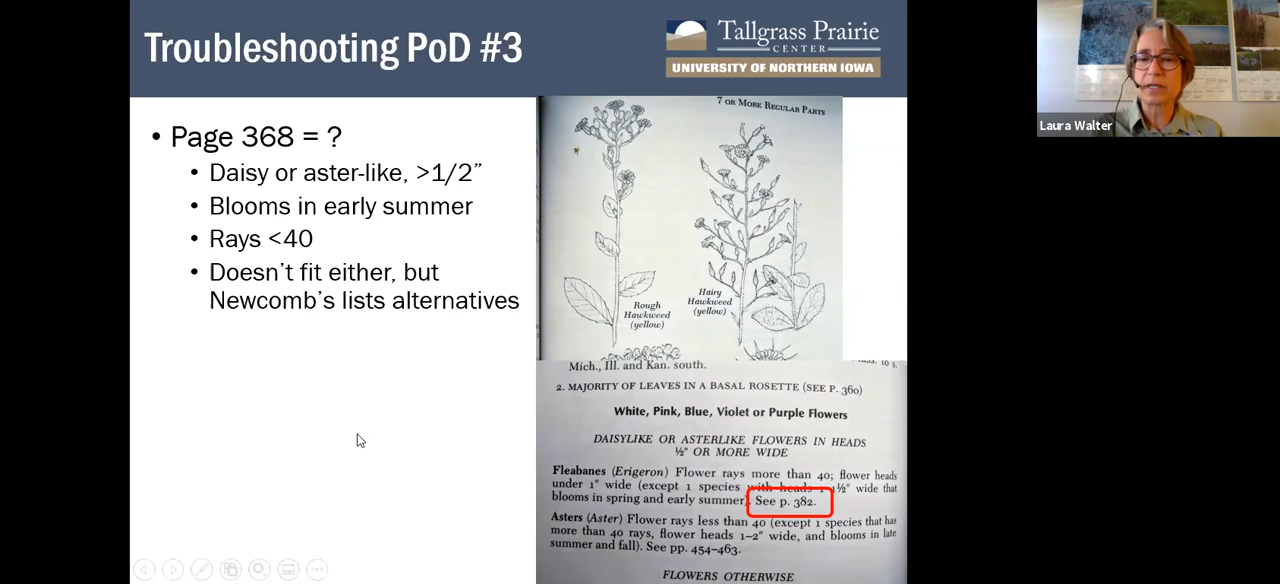 Troubleshooting PoD #3
Tallgrass Prairie
CENTER
UNIVERSITY OF NORTHERN IOWA
• Page 368 = ?
• Daisy or aster-like, >1/2”
• Blooms in early summer
• Rays <40
• Doesn’t fit either, but
Newcomb’s lists alternatives
7 OR MORE REGULAR PARTS
Rough
Hawkweed
(yellow)
Hairy
Hawkweed
(yellow)
Mich., Ill. and Kan. south.
2. MAJORITY OF LEAVES IN A BASAL ROSETTE (SEE P. 360)
White, Pink, Blue, Violet or Purple Flowers
DAISYLIKE OR ASTERLIKE FLOWERS IN HEADS
½" OR MORE WIDE
Fleabanes (Erigeron) Flower rays more than 40; flower heads
under 1" wide (except 1 species with heads 1-1½" wide that
blooms in spring and early summer). See p. 382.
Asters (Aster) Flower rays less than 40 (except 1 species that has
more than 40 rays, flower heads 1–2" wide, and blooms in late
summer and fall). See pp. 454–463.
FLOWERS OTHERWISE
Laura Walter